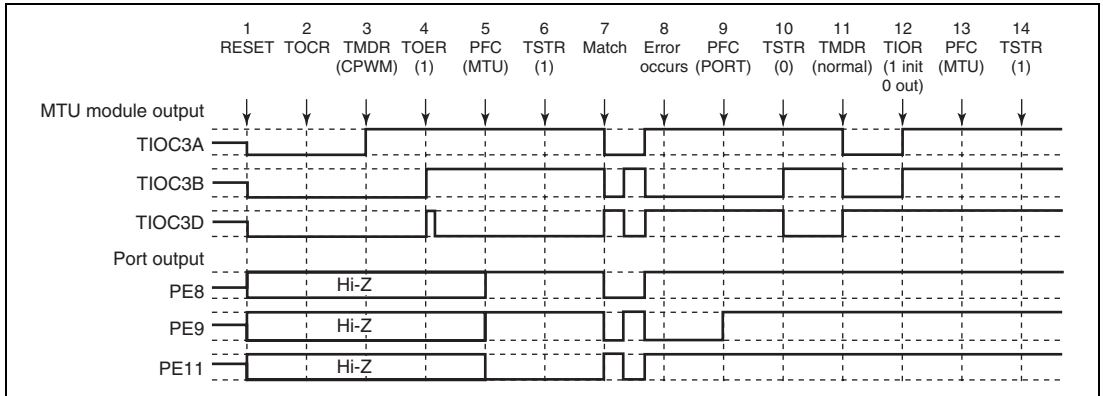 1 2 3 4 5 6 7 8 9 10 11 12 13 14
RESET TOCR TMDR TOER PFC TSTR Match Error PFC TSTR TMDR TIOR PFC TSTR
(CPWM) (1) (MTU) (1) occurs (PORT) (0) (normal) (1 init (MTU) (1)
0 out)
MTU module output
TIOC3A
TIOC3B
TIOC3D
Port output
PE8 Hi-Z
PE9 Hi-Z
PE11 Hi-Z